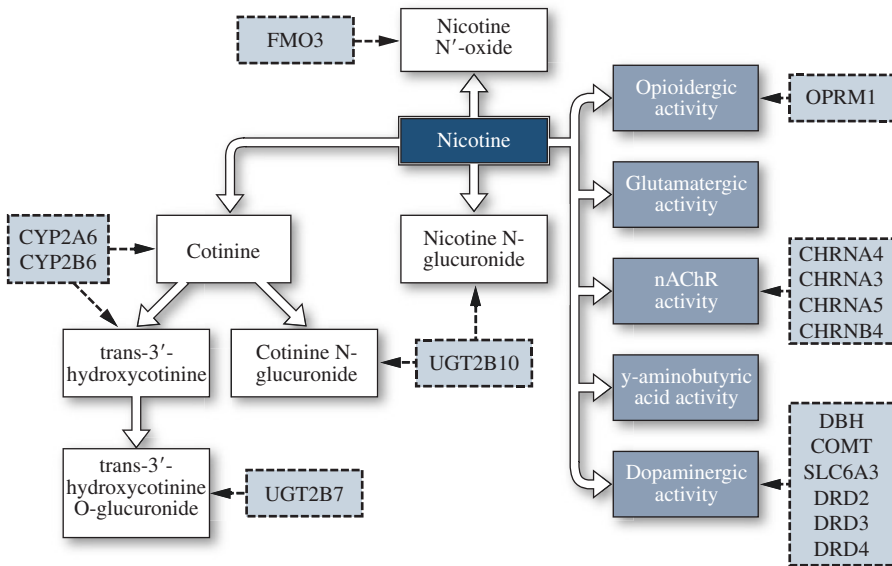 FMO3
Nicotine
N′-oxide
Nicotine
Opioidergic
activity
OPRM1
Glutamatergic
activity
CYP2A6
CYP2B6
Cotinine
Nicotine N-
glucuronide
nAChR
activity
CHRNA4
CHRNA3
CHRNA5
CHRNB4
trans-3′-
hydroxycotinine
Cotinine N-
glucuronide
UGT2B10
y-aminobutyric
acid activity
trans-3′-
hydroxycotinine
O-glucuronide
UGT2B7
Dopaminergic
activity
DBH
COMT
SLC6A3
DRD2
DRD3
DRD4